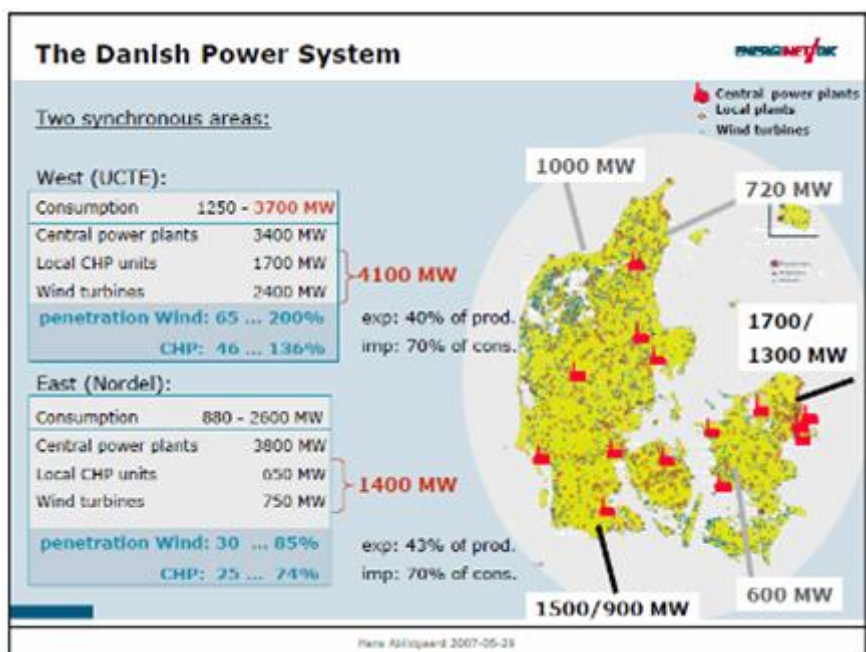 The Danish Power System
ENERGINET/DK
Central power plants
Local plants
Wind turbines
Two synchronous areas:
West (UCTE):
Consumption 1250 - 3700 MW
Central power plants 3400 MW
Local CHP units 1700 MW
Wind turbines 2400 MW
4100 MW
penetration Wind: 65 ... 200%
CHP: 46 ... 136%
exp: 40% of prod.
imp: 70% of cons.
East (Nordel):
Consumption 880 - 2600 MW
Central power plants 3800 MW
Local CHP units 650 MW
Wind turbines 750 MW
1400 MW
penetration Wind: 30 ... 85%
CHP: 25 ... 74%
exp: 43% of prod.
imp: 70% of cons.
1000 MW
720 MW
1700/
1300 MW
600 MW
1500/900 MW
2007-05-29